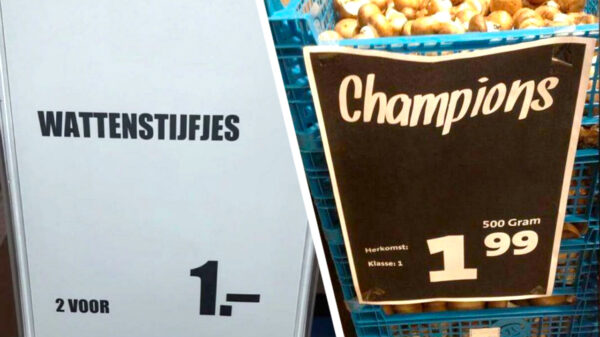 WATTENSTIJFJES
2 VOOR 1.–
Champions
500 Gram
Herkomst:
Klasse: 1
1 99